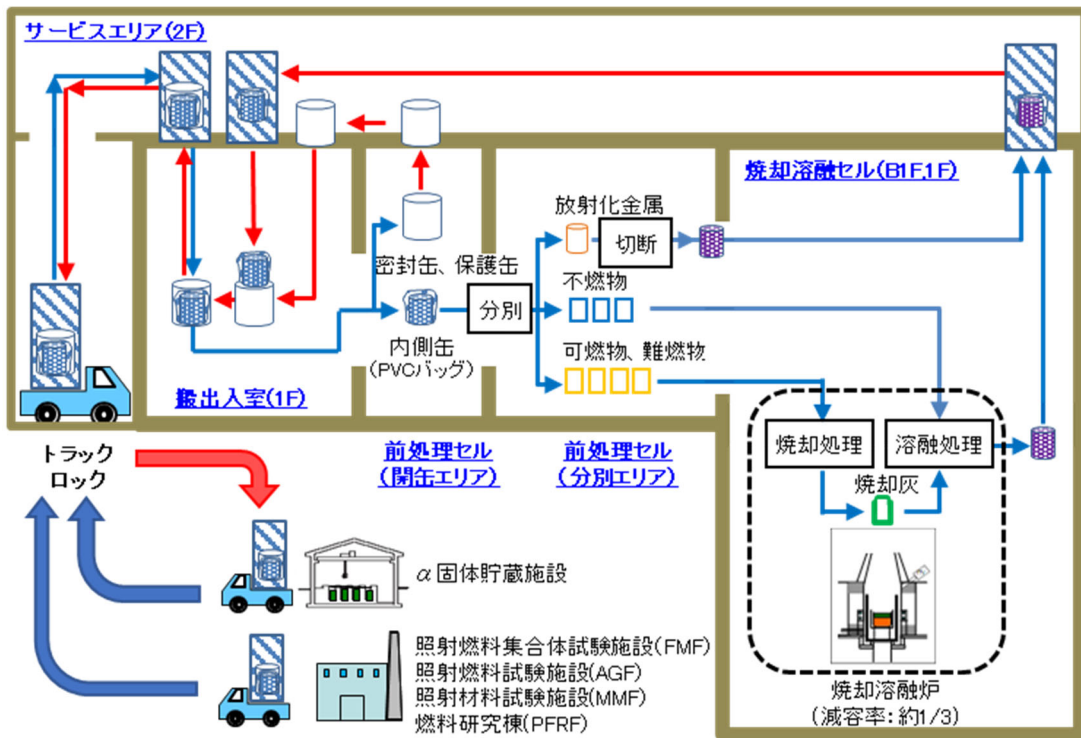 サービスエリア(2F)
焼却溶融セル(B1F,1F)
放射化金属
切断
密封缶、保護缶
不燃物
分別
内側缶
(PVCバッグ)
可燃物、難燃物
搬出入室(1F)
前処理セル
(開缶エリア)
前処理セル
(分別エリア)
焼却処理
溶融処理
焼却灰
トラック
ロック
α固体貯蔵施設
照射燃料集合体試験施設(FMF)
照射燃料試験施設(AGF)
照射材料試験施設(MMF)
燃料研究棟(PFRF)
焼却溶融炉
(減容率:約1/3)